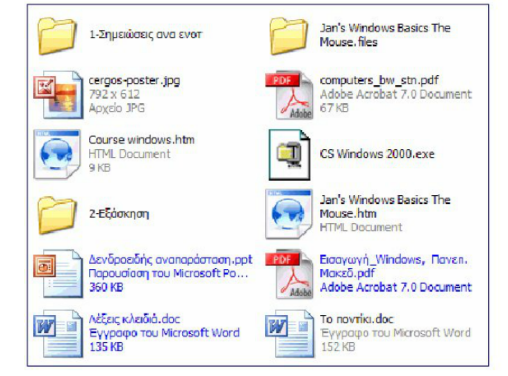 1-Σημειώσεις ανα ενοτ
Jan's Windows Basics The
Mouse.files
cergos-poster.jpg
792 x 612
Αρχείο JPG
PDF
Adobe
computers_bw_stn.pdf
Adobe Acrobat 7.0 Document
67 KB
Course windows.htm
HTML Document
9 KB
CS Windows 2000.exe
2-Εξάσκηση
Jan's Windows Basics The
Mouse.htm
HTML Document
Δενδροειδής αναπαράσταση.ppt
Παρουσίαση του Microsoft Po...
360 KB
PDF
Adobe
Εισαγωγή_Windows, Πανεπ.
Μακεδ.pdf
Adobe Acrobat 7.0 Document
Λέξεις κλειδιά.doc
Έγγραφο του Microsoft Word
135 KB
Το ποντίκι.doc
Έγγραφο του Microsoft Word
152 KB